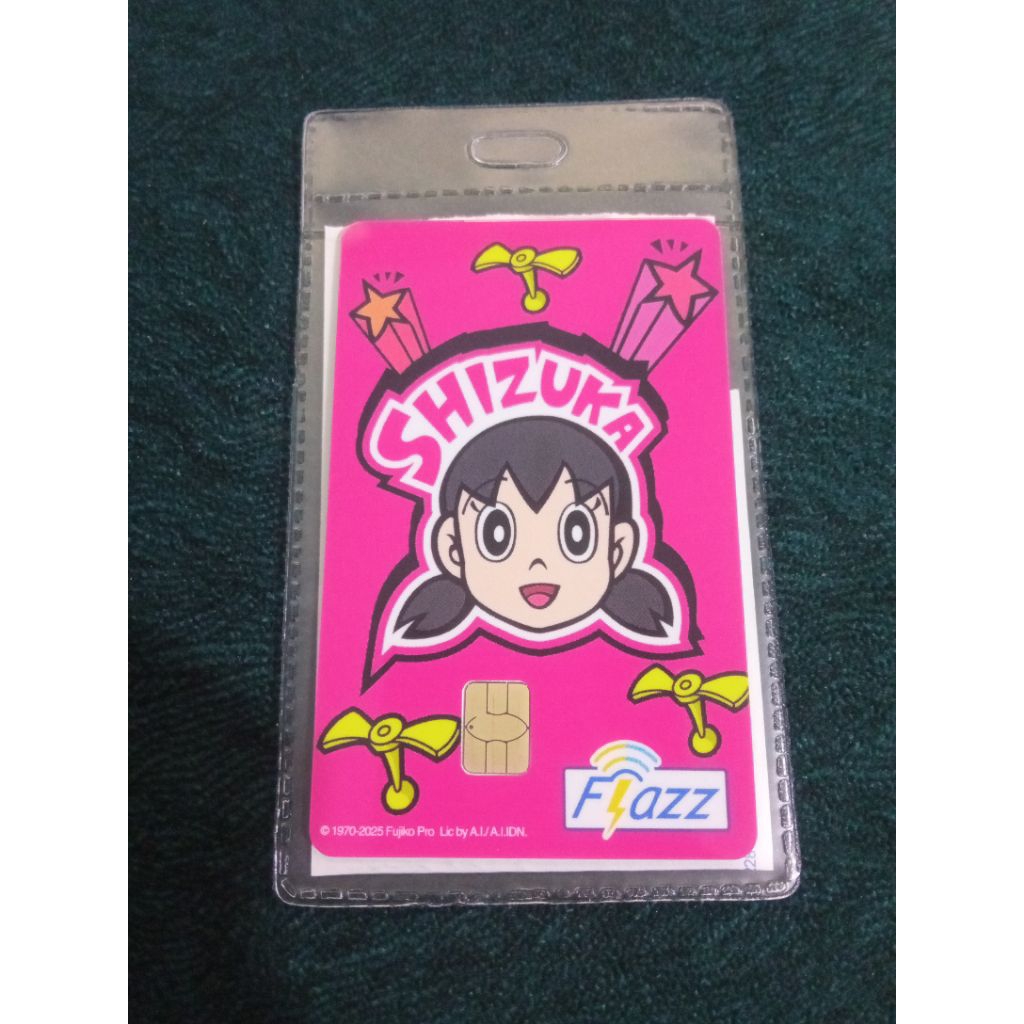 SHIZUKA
Flazz
© 1970-2025 Fujiko Pro Lic by A.I./ A.I.IDN.